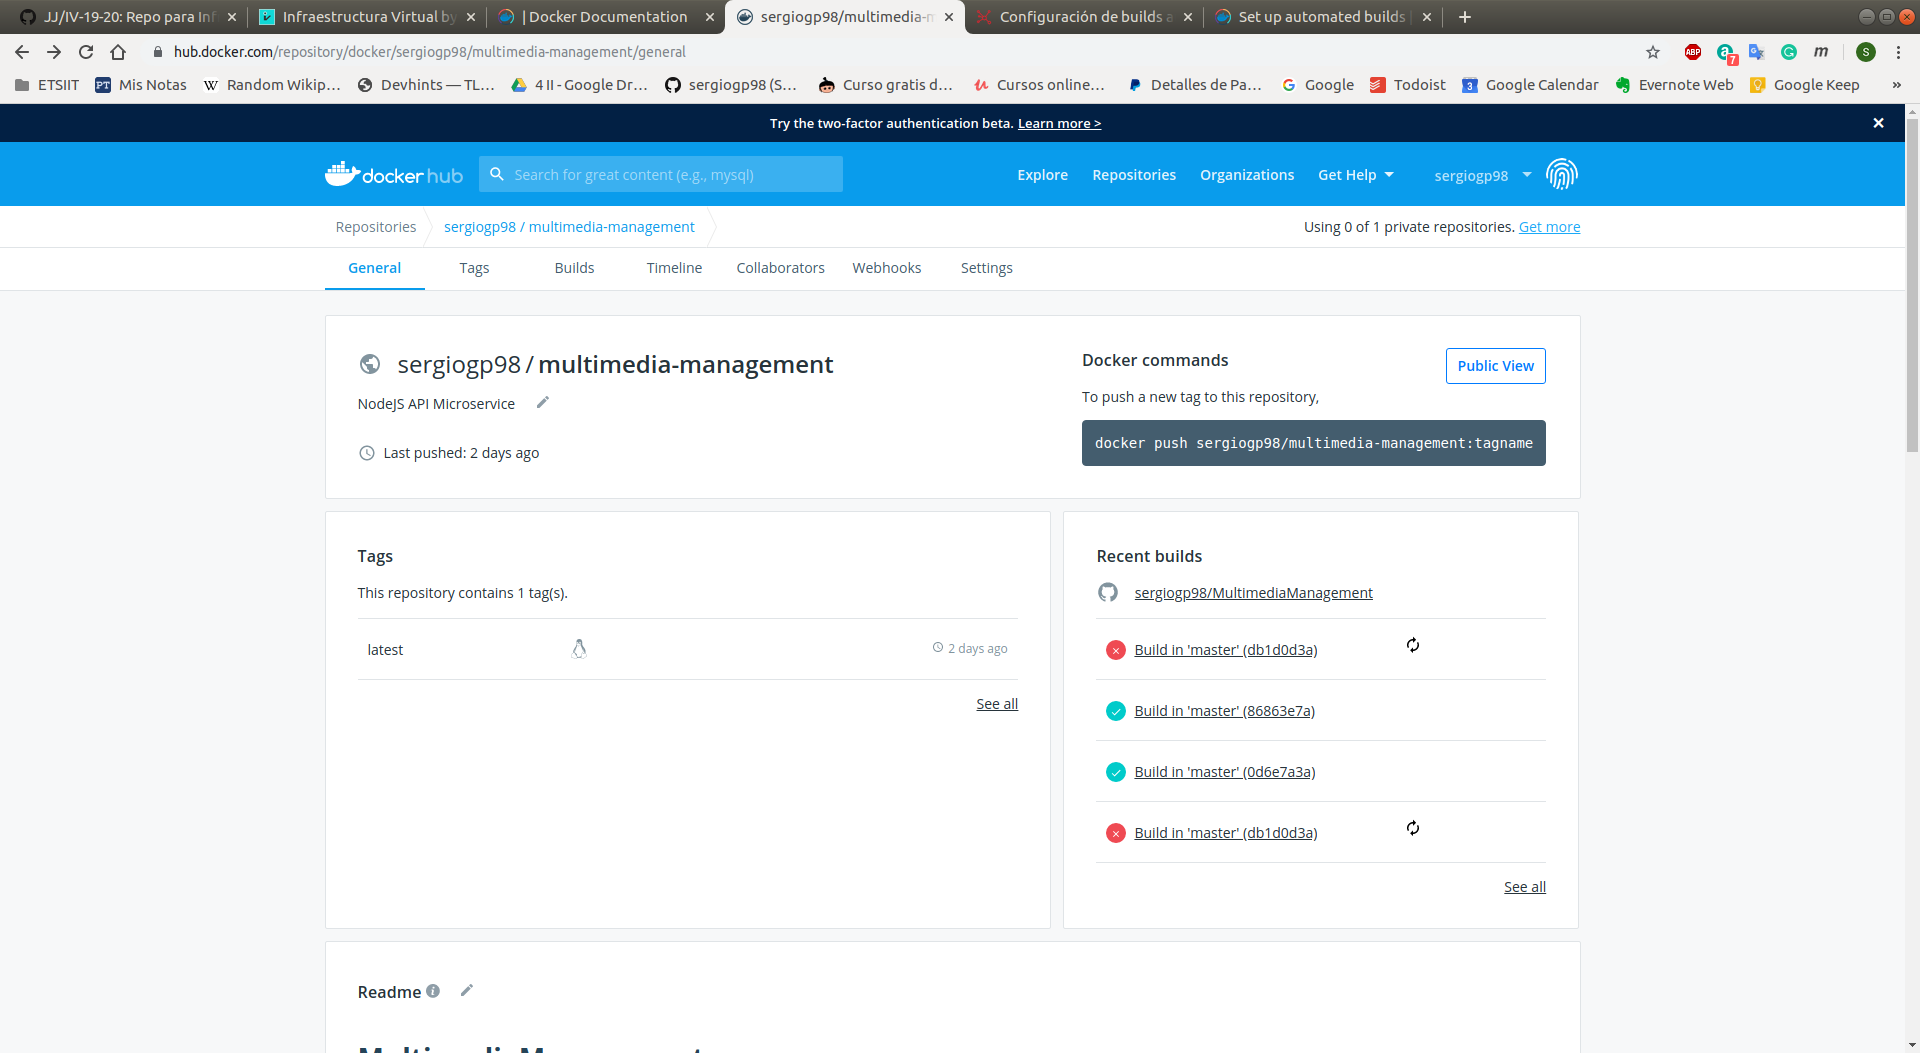 JJ/IV-19-20: Repo para Inf
Infraestructura Virtual by
| Docker Documentation
sergiogp98/multimedia-m
Configuración de builds a
Set up automated builds |
hub.docker.com/repository/docker/sergiogp98/multimedia-management/general
ABP
7
m
S
ETSIIT
PT Mis Notas
W Random Wikip...
Devhints — TL...
4 II - Google Dr...
sergiogp98 (S...
Curso gratis d...
Cursos online...
Detalles de Pa...
Google
Todoist
3 Google Calendar
Evernote Web
Google Keep
»
Try the two-factor authentication beta. Learn more >
docker hub
Search for great content (e.g., mysql)
Explore
Repositories
Organizations
Get Help
sergiogp98
Repositories
sergiogp98 / multimedia-management
Using 0 of 1 private repositories. Get more
General
Tags
Builds
Timeline
Collaborators
Webhooks
Settings
sergiogp98 / multimedia-management
NodeJS API Microservice
Last pushed: 2 days ago
Docker commands
Public View
To push a new tag to this repository,
docker push sergiogp98/multimedia-management:tagname
Tags
This repository contains 1 tag(s).
latest
2 days ago
See all
Recent builds
sergiogp98/MultimediaManagement
Build in 'master' (db1d0d3a)
Build in 'master' (86863e7a)
Build in 'master' (0d6e7a3a)
Build in 'master' (db1d0d3a)
See all
Readme